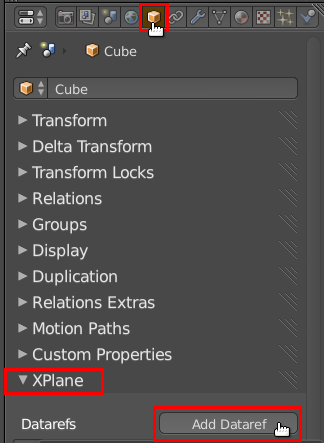 Cube
Cube
Transform
Delta Transform
Transform Locks
Relations
Groups
Display
Duplication
Relations Extras
Motion Paths
Custom Properties
XPlane
Datarefs Add Dataref